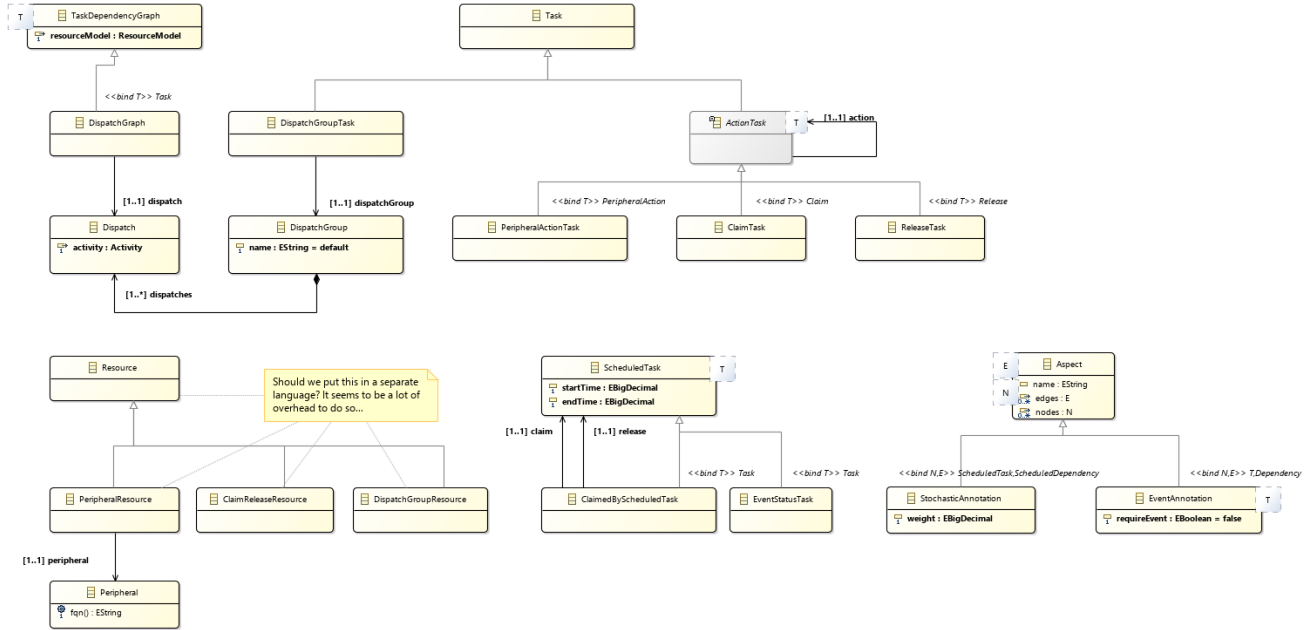 T
TaskDependencyGraph
resourceModel : ResourceModel
Task
<<bind T>> Task
DispatchGraph
DispatchGroupTask
ActionTask
T
[1..1] action
[1..1] dispatch
[1..1] dispatchGroup
<<bind T>> PeripheralAction
<<bind T>> Claim
<<bind T>> Release
Dispatch
activity : Activity
DispatchGroup
name : EString = default
PeripheralActionTask
ClaimTask
ReleaseTask
[1..*] dispatches
Resource
Should we put this in a separate
language? It seems to be a lot of
overhead to do so...
ScheduledTask
T
startTime : EBigDecimal
endTime : EBigDecimal
E
N
Aspect
name : EString
0..* edges : E
0..* nodes : N
[1..1] claim
[1..1] release
<<bind T>> Task
<<bind T>> Task
<<bind N,E>> ScheduledTask,ScheduledDependency
<<bind N,E>> T,Dependency
PeripheralResource
ClaimReleaseResource
DispatchGroupResource
ClaimedByScheduledTask
EventStatusTask
StochasticAnnotation
weight : EBigDecimal
EventAnnotation
T
requireEvent : EBoolean = false
[1..1] peripheral
Peripheral
fqn() : EString